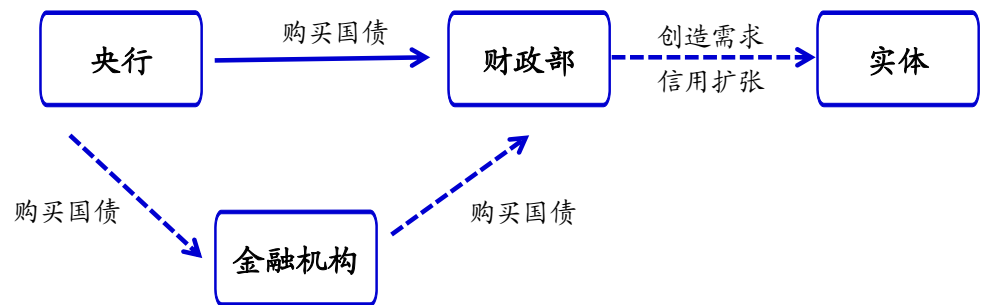 购买国债
创造需求
央行
财政部
实体
信用扩张
购买国债
购买国债
金融机构